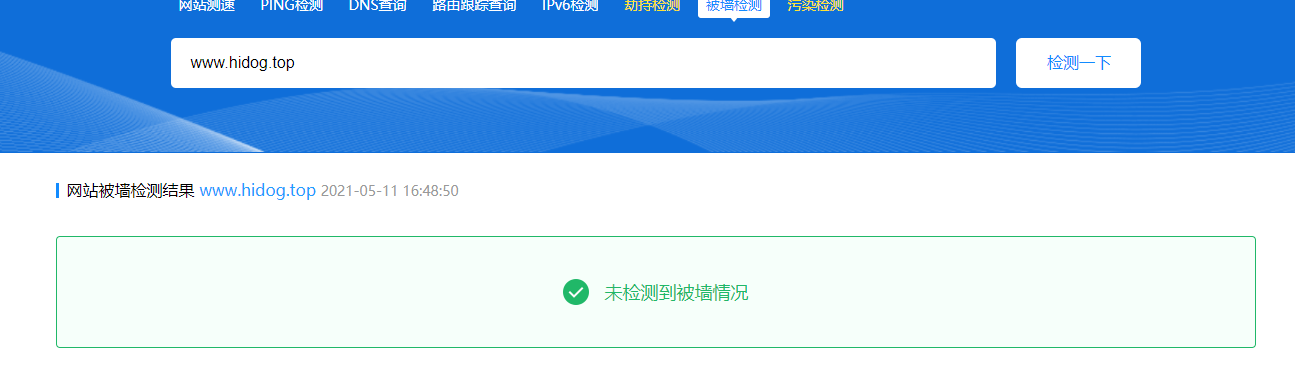 网站测速 PING检测 DNS查询 路由跟踪查询 IPv6检测 劫持检测 被墙检测 污染检测
www.hidog.top 检测一下
网站被墙检测结果 www.hidog.top 2021-05-11 16:48:50
未检测到被墙情况